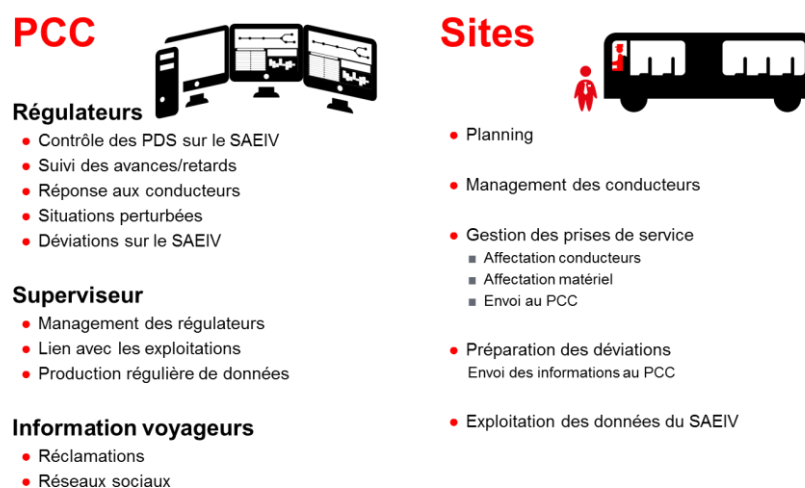 PCC
Régulateurs
Contrôle des PDS sur le SAEIV
Suivi des avances/retards
Réponse aux conducteurs
Situations perturbées
Déviations sur le SAEIV
Superviseur
Management des régulateurs
Lien avec les exploitations
Production régulière de données
Information voyageurs
Réclamations
Réseaux sociaux
Sites
Planning
Management des conducteurs
Gestion des prises de service
Affectation conducteurs
Affectation matériel
Envoi au PCC
Préparation des déviations
Envoi des informations au PCC
Exploitation des données du SAEIV